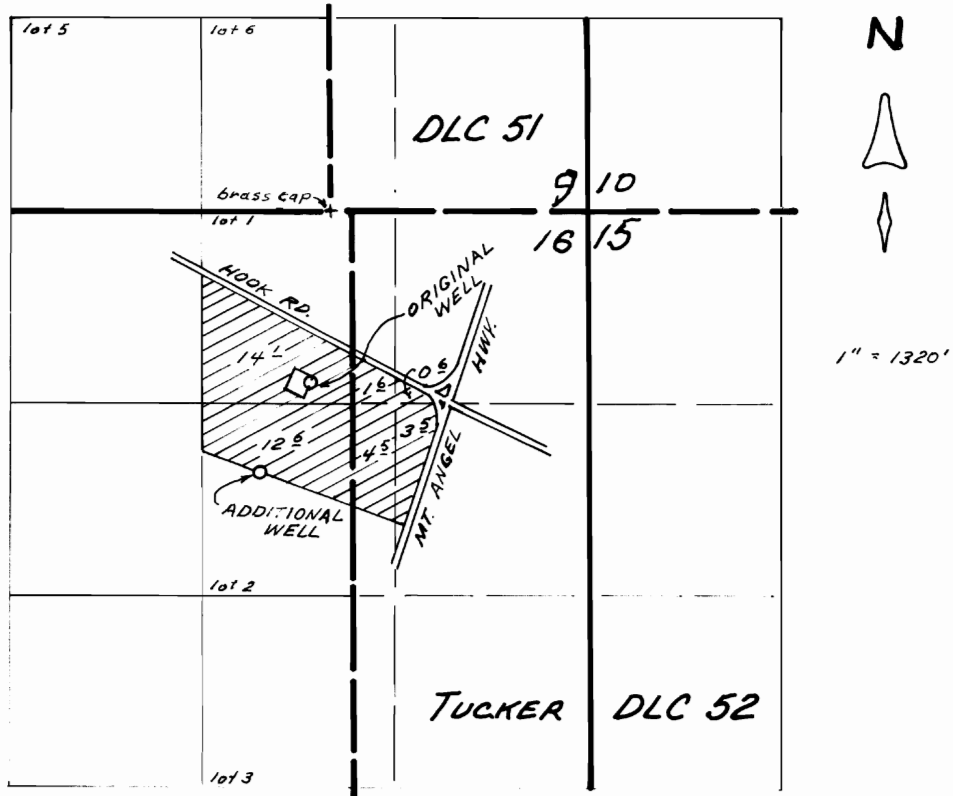 lot 5
lot 6
N
DLC 51
brass cap
9 10
lot 1
16 15
HOOK RD.
ORIGINAL
WELL
HWY.
1" = 1320'
14 1
1 6
0 6
12 6
3 5
4 5
MT. ANGEL
ADDITIONAL
WELL
lot 2
TUCKER DLC 52
lot 3